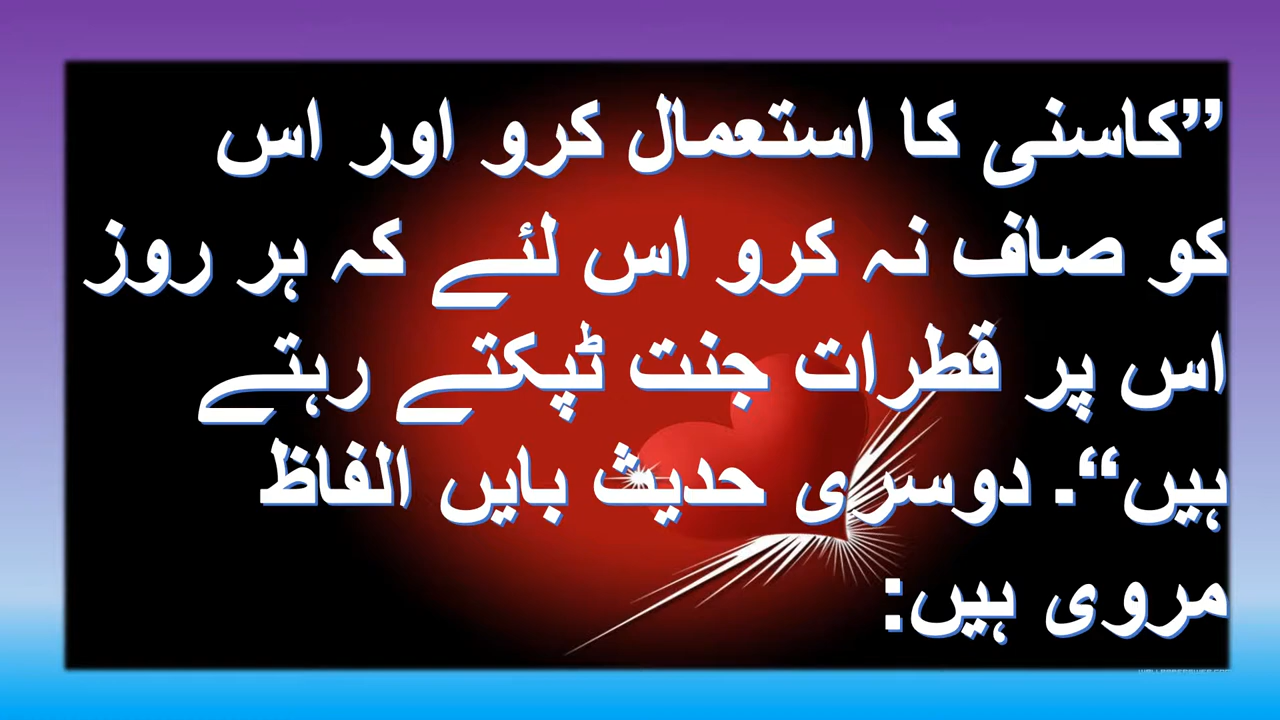 ”کاسنی کا استعمال کرو اور اس
کو صاف نہ کرو اس لئے کہ ہر روز
اس پر قطرات جنت ٹپکتے رہتے
ہیں“. دوسری حدیث بایں الفاظ
مروی ہیں: